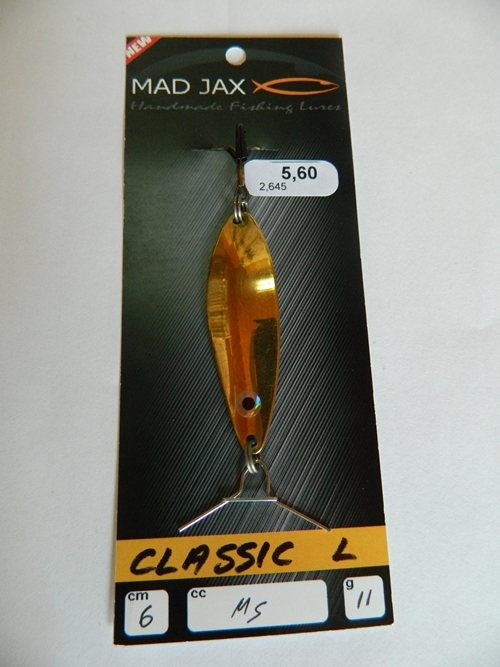 NEW
MAD JAX
Handmade Fishing Lures
5,60
2,645
CLASSIC L
cm cc g
6 MS 11